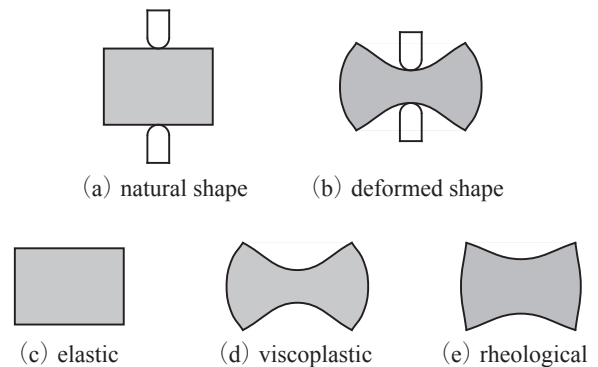 (a) natural shape
(b) deformed shape
(c) elastic
(d) viscoplastic
(e) rheological